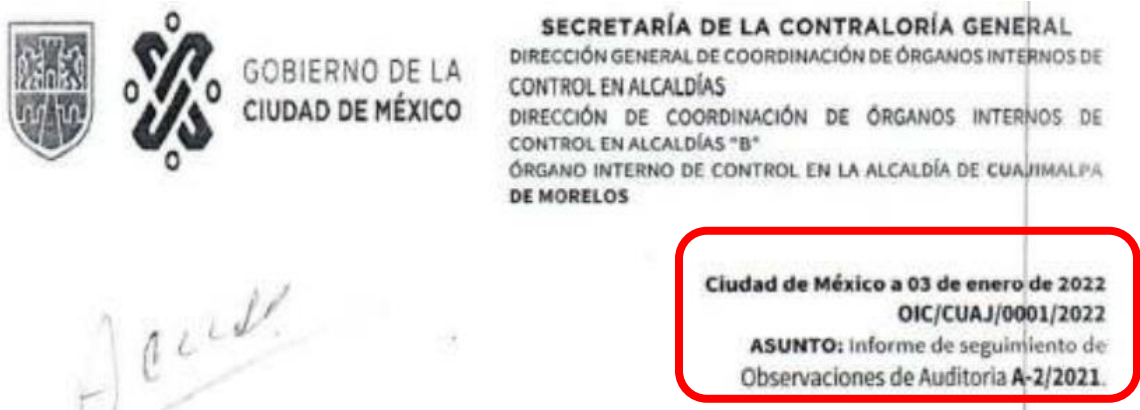 GOBIERNO DE LA
CIUDAD DE MÉXICO
SECRETARÍA DE LA CONTRALORÍA GENERAL
DIRECCIÓN GENERAL DE COORDINACIÓN DE ÓRGANOS INTERNOS DE
CONTROL EN ALCALDÍAS
DIRECCIÓN DE COORDINACIÓN DE ÓRGANOS INTERNOS DE
CONTROL EN ALCALDÍAS "B"
ÓRGANO INTERNO DE CONTROL EN LA ALCALDÍA DE CUAJIMALPA
DE MORELOS
Ciudad de México a 03 de enero de 2022
OIC/CUAJ/0001/2022
ASUNTO: Informe de seguimiento de
Observaciones de Auditoria A-2/2021.